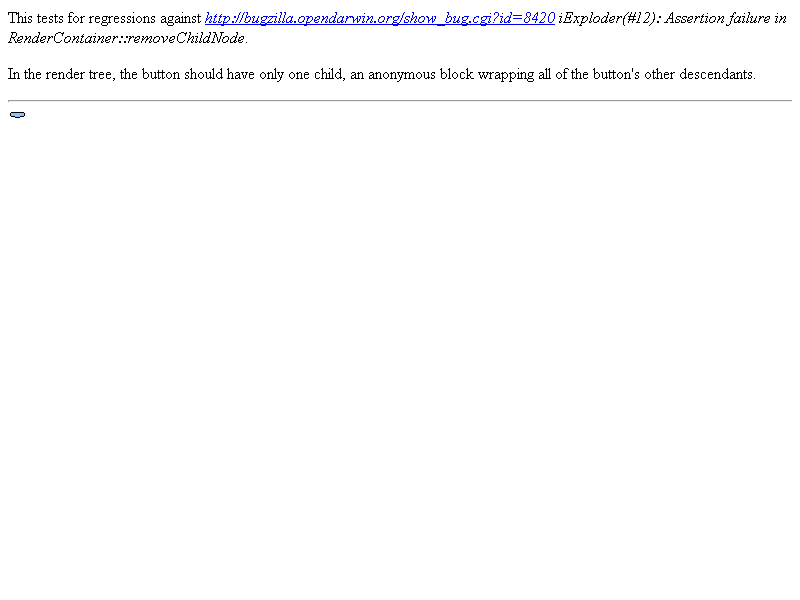 This tests for regressions against http://bugzilla.opendarwin.org/show_bug.cgi?id=8420 iExploder(#12): Assertion failure in
RenderContainer::removeChildNode.
In the render tree, the button should have only one child, an anonymous block wrapping all of the button's other descendants.